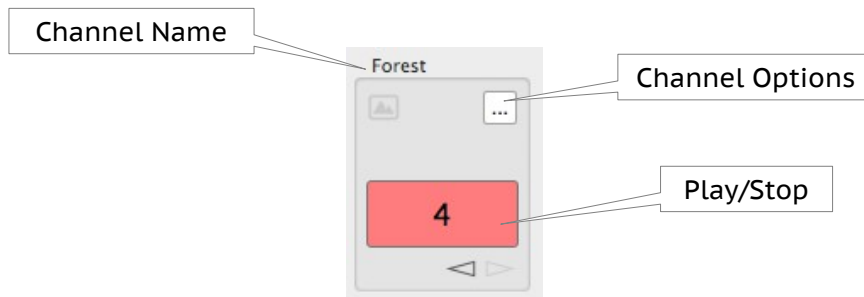 Channel Name
Forest
Channel Options
...
Play/Stop
4